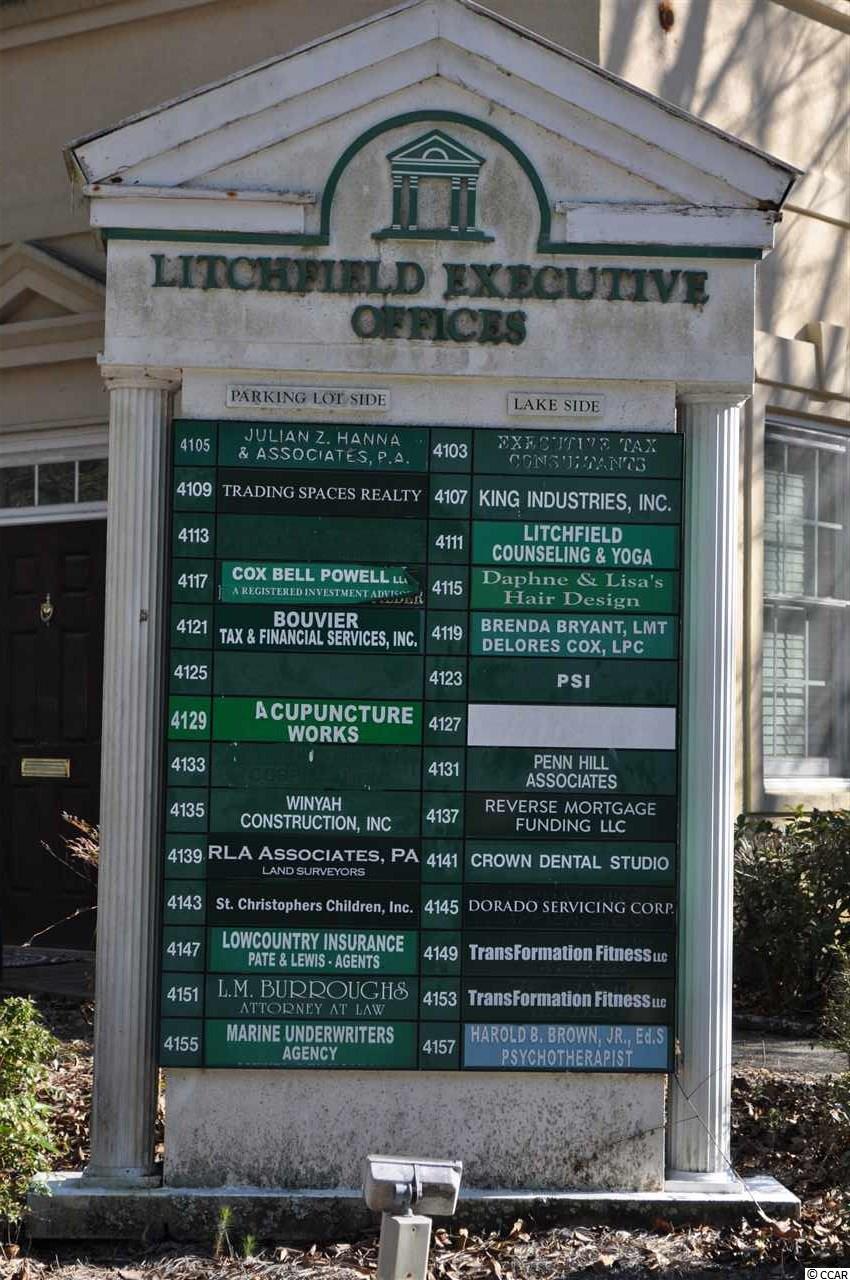 LITCHFIELD EXECUTIVE
OFFICES
PARKING LOT SIDE
LAKE SIDE
4105 JULIAN Z. HANNA & ASSOCIATES, P.A.
4103 EXECUTIVE TAX CONSULTANTS
4109 TRADING SPACES REALTY
4107 KING INDUSTRIES, INC.
4113
4111 LITCHFIELD COUNSELING & YOGA
4117 COX BELL POWELL LLC
A REGISTERED INVESTMENT ADVISOR
4115 Daphne & Lisa's Hair Design
4121 BOUVIER TAX & FINANCIAL SERVICES, INC.
4119 BRENDA BRYANT, LMT DELORES COX, LPC
4125
4123 PSI
4129 ACUPUNCTURE WORKS
4127
4133
4131 PENN HILL ASSOCIATES
4135 WINYAH CONSTRUCTION, INC
4137 REVERSE MORTGAGE FUNDING LLC
4139 RLA ASSOCIATES, PA LAND SURVEYORS
4141 CROWN DENTAL STUDIO
4143 St. Christophers Children, Inc.
4145 DORADO SERVICING CORP.
4147 LOWCOUNTRY INSURANCE PATE & LEWIS - AGENTS
4149 TransFormation Fitness LLC
4151 L.M. BURROUGHS ATTORNEY AT LAW
4153 TransFormation Fitness LLC
4155 MARINE UNDERWRITERS AGENCY
4157 HAROLD B. BROWN, JR., Ed.S PSYCHOTHERAPIST
© CCAR